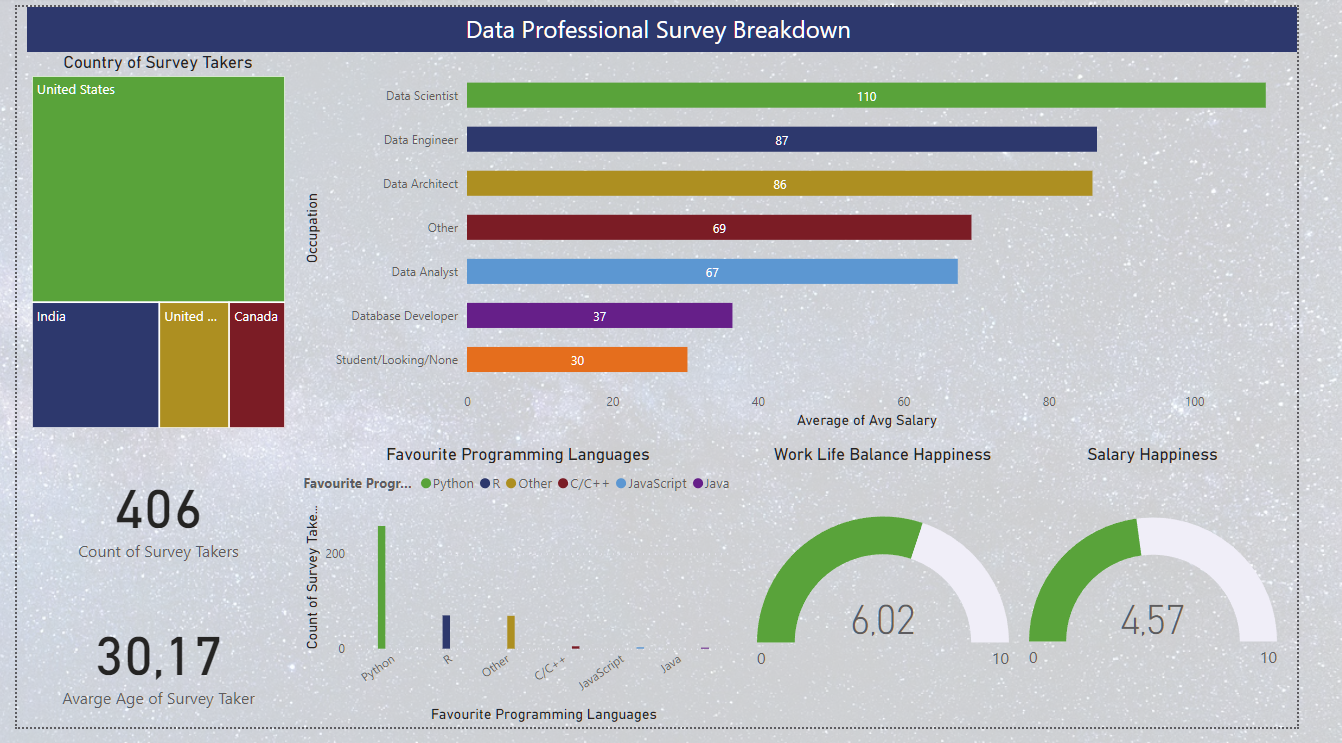 Data Professional Survey Breakdown
Country of Survey Takers
United States
India
United ...
Canada
Occupation
Data Scientist
110
Data Engineer
87
Data Architect
86
Other
69
Data Analyst
67
Database Developer
37
Student/Looking/None
30
0 20 40 60 80 100
Average of Avg Salary
406
Count of Survey Takers
30,17
Avarge Age of Survey Taker
Favourite Programming Languages
Favourite Progr... Python R Other C/C++ JavaScript Java
Count of Survey Take...
200
0
Python R Other C/C++ JavaScript Java
Favourite Programming Languages
Work Life Balance Happiness
6,02
0 10
Salary Happiness
4,57
0 10